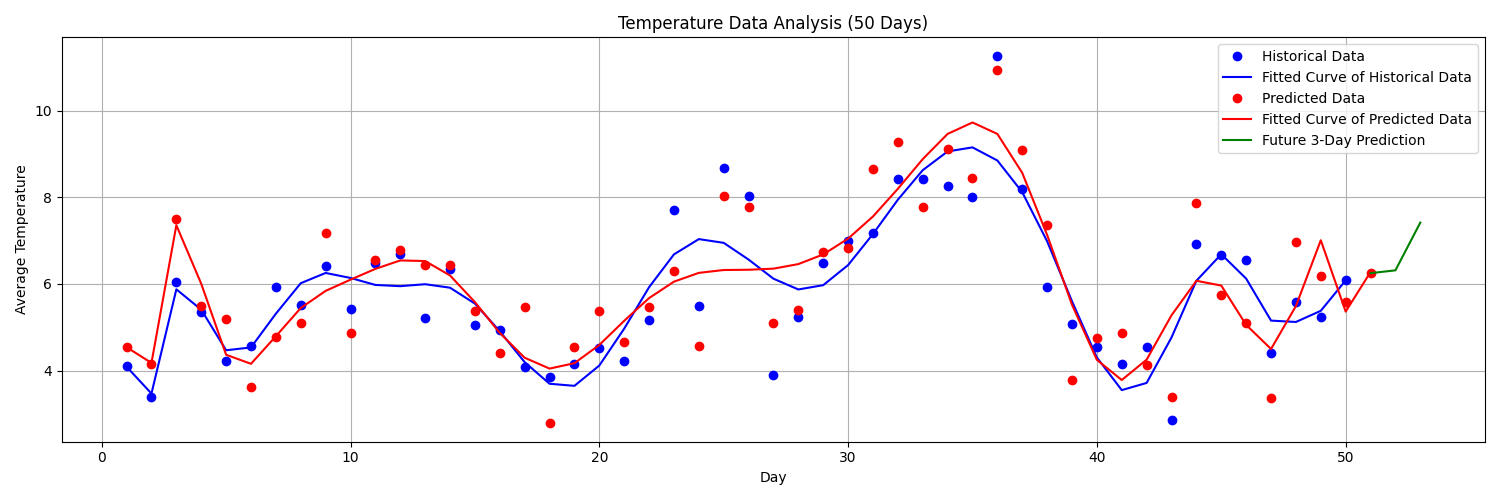 Temperature Data Analysis (50 Days)
Historical Data
Fitted Curve of Historical Data
Predicted Data
Fitted Curve of Predicted Data
Future 3-Day Prediction
Average Temperature
10
8
6
4
0
10
20
30
40
50
Day